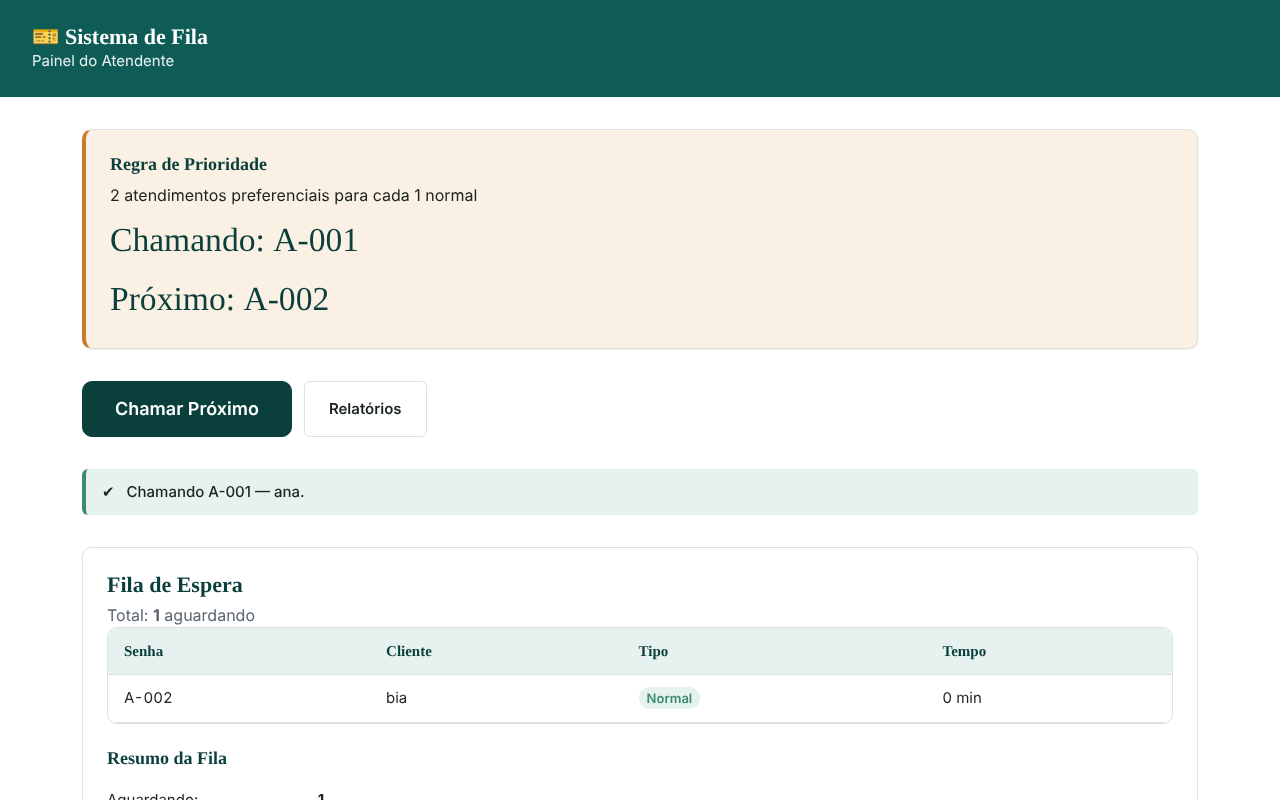 🎫 Sistema de Fila
Painel do Atendente
Regra de Prioridade
2 atendimentos preferenciais para cada 1 normal
Chamando: A-001
Próximo: A-002
Chamar Próximo
Relatórios
✔ Chamando A-001 — ana.
Fila de Espera
Total: 1 aguardando
Senha Cliente Tipo Tempo
A-002 bia Normal 0 min
Resumo da Fila
Aguardando: 1